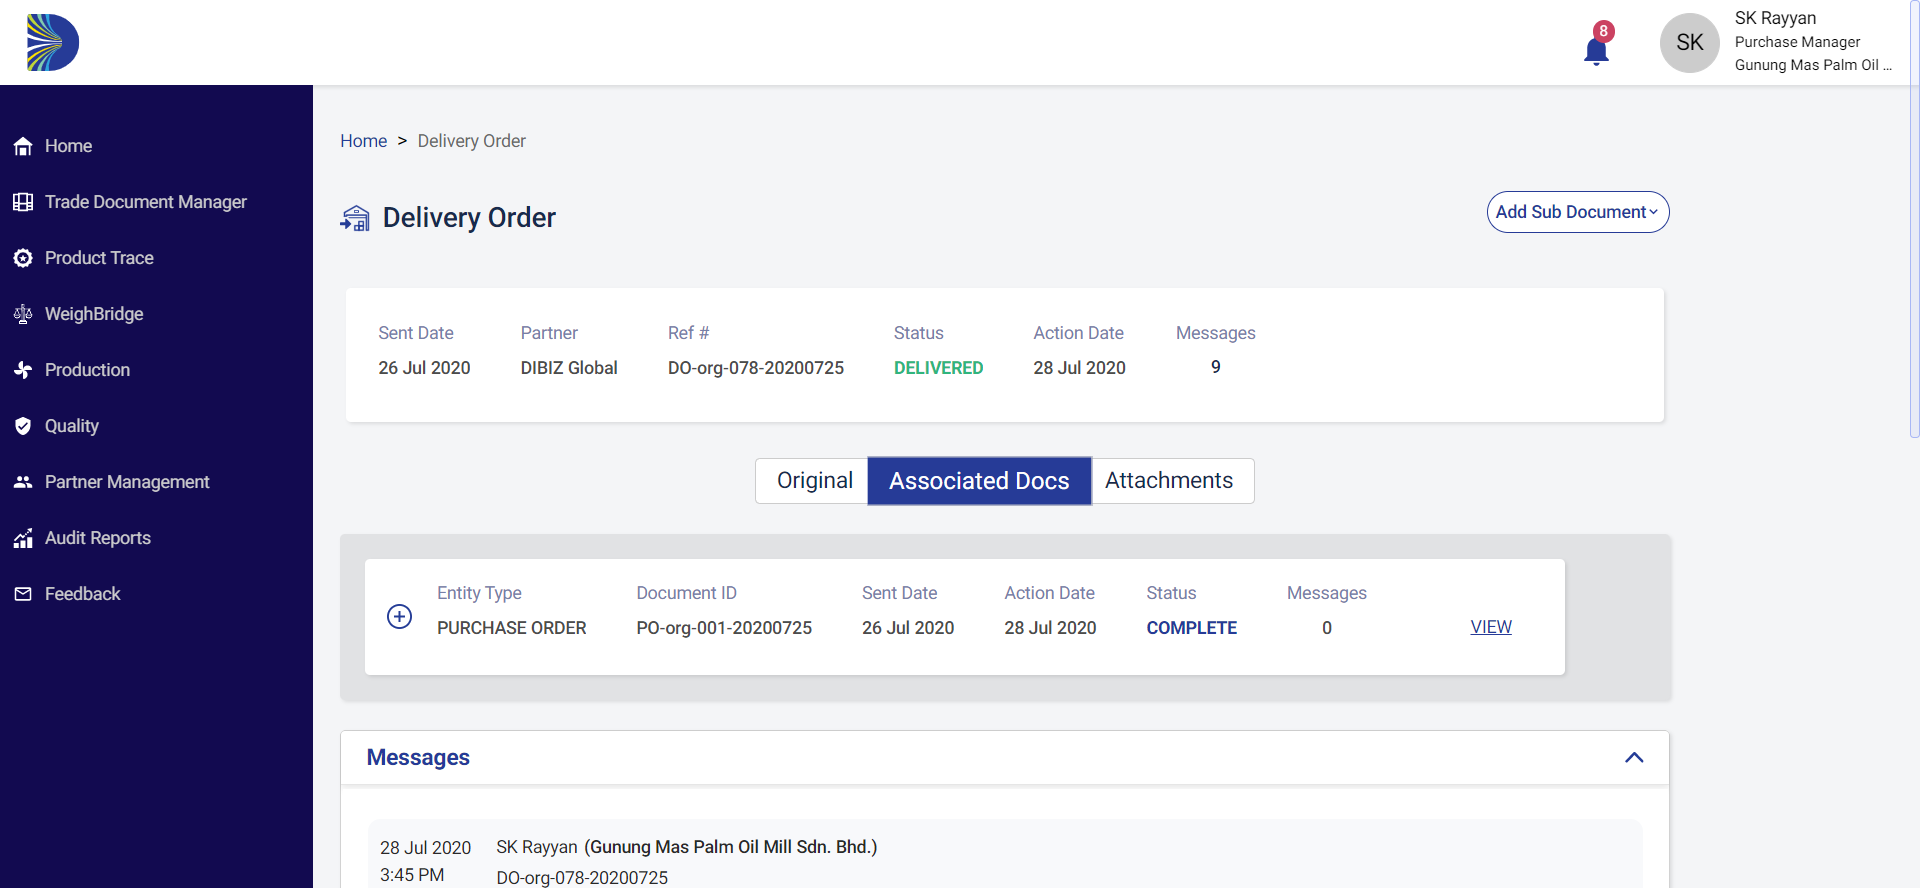 8
SK
SK Rayyan
Purchase Manager
Gunung Mas Palm Oil ...
Home
Trade Document Manager
Product Trace
WeighBridge
Production
Quality
Partner Management
Audit Reports
Feedback
Home > Delivery Order
Delivery Order
Add Sub Document
Sent Date Partner Ref # Status Action Date Messages
26 Jul 2020 DIBIZ Global DO-org-078-20200725 DELIVERED 28 Jul 2020 9
Original Associated Docs Attachments
Entity Type Document ID Sent Date Action Date Status Messages
PURCHASE ORDER PO-org-001-20200725 26 Jul 2020 28 Jul 2020 COMPLETE 0 VIEW
Messages
28 Jul 2020 SK Rayyan (Gunung Mas Palm Oil Mill Sdn. Bhd.)
3:45 PM DO-org-078-20200725